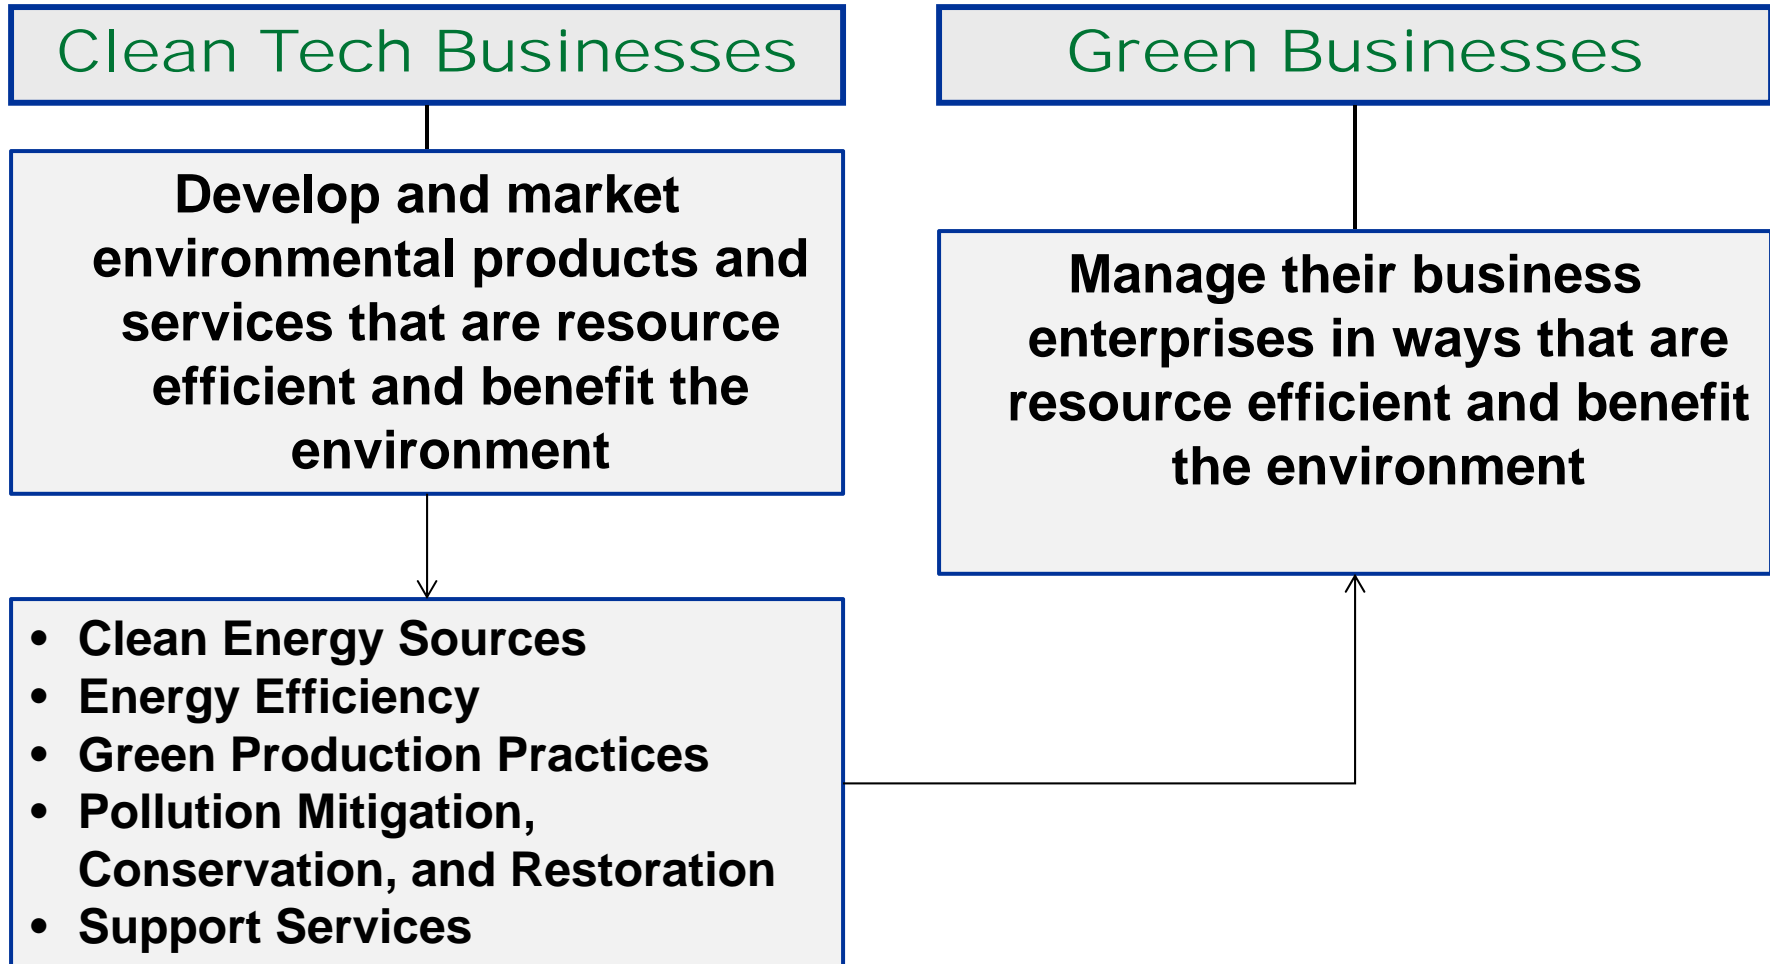 Clean Tech Businesses
Develop and market
environmental products and
services that are resource
efficient and benefit the
environment
• Clean Energy Sources
• Energy Efficiency
• Green Production Practices
• Pollution Mitigation,
Conservation, and Restoration
• Support Services
Green Businesses
Manage their business
enterprises in ways that are
resource efficient and benefit
the environment